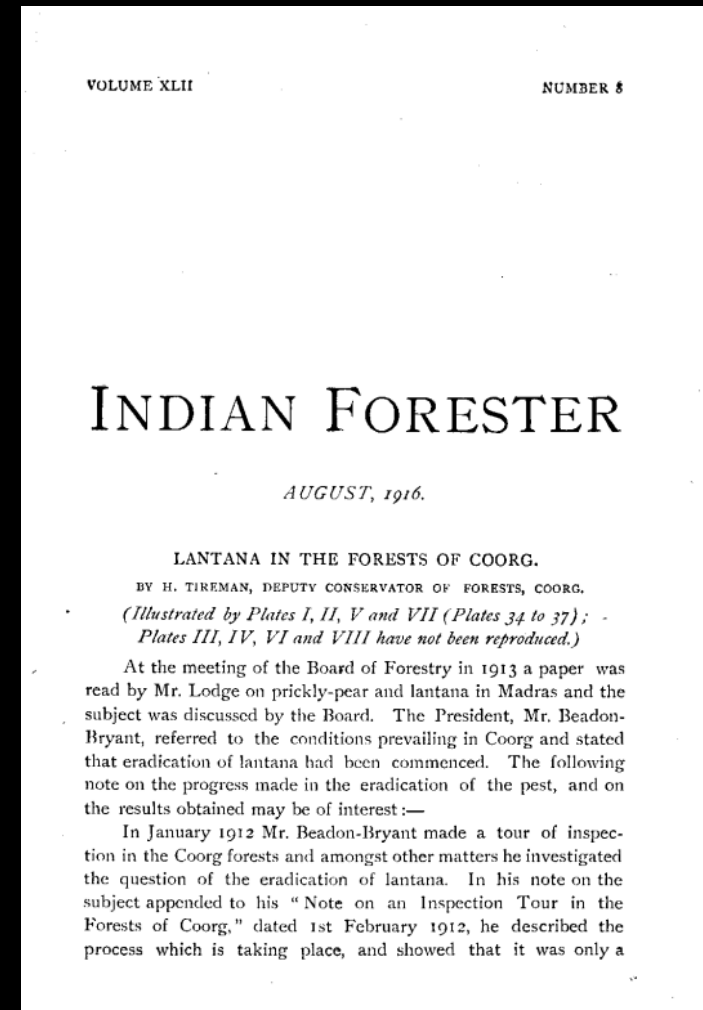 VOLUME XLII
NUMBER 8
INDIAN FORESTER
AUGUST, 1916.
LANTANA IN THE FORESTS OF COORG.
BY H. TIREMAN, DEPUTY CONSERVATOR OF FORESTS, COORG.
(Illustrated by Plates I, II, V and VII (Plates 34 to 37);
Plates III, IV, VI and VIII have not been reproduced.)
At the meeting of the Board of Forestry in 1913 a paper was
read by Mr. Lodge on prickly-pear and lantana in Madras and the
subject was discussed by the Board. The President, Mr. Beadon-
Bryant, referred to the conditions prevailing in Coorg and stated
that eradication of lantana had been commenced. The following
note on the progress made in the eradication of the pest, and on
the results obtained may be of interest:—
In January 1912 Mr. Beadon-Bryant made a tour of inspec-
tion in the Coorg forests and amongst other matters he investigated
the question of the eradication of lantana. In his note on the
subject appended to his "Note on an Inspection Tour in the
Forests of Coorg," dated 1st February 1912, he described the
process which is taking place, and showed that it was only a